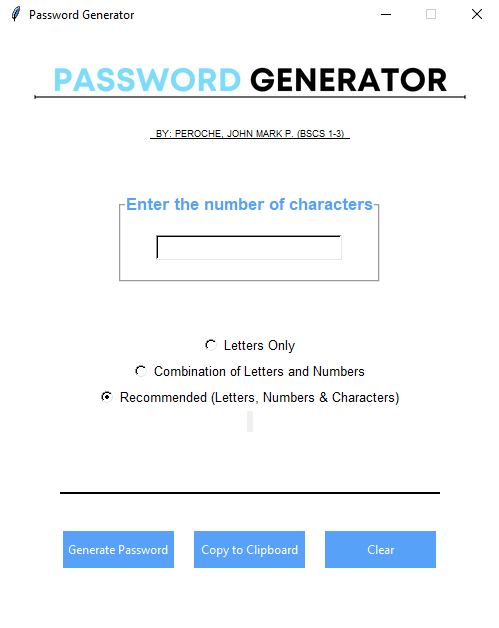 Password Generator
PASSWORD GENERATOR
BY: PEROCHE, JOHN MARK P. (BSCS 1-3)
Enter the number of characters
Letters Only
Combination of Letters and Numbers
Recommended (Letters, Numbers & Characters)
Generate Password Copy to Clipboard Clear